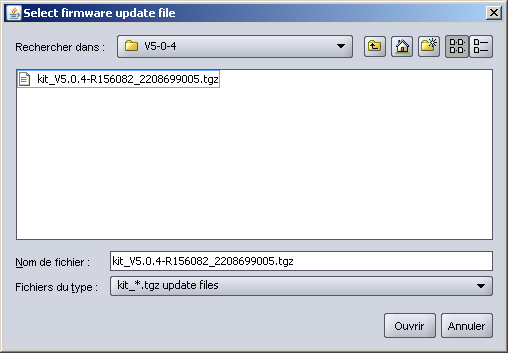 Select firmware update file
Rechercher dans : V5-0-4
kit_V5.0.4-R156082_2208699005.tgz
Nom de fichier : kit_V5.0.4-R156082_2208699005.tgz
Fichiers du type : kit_*.tgz update files
Ouvrir Annuler